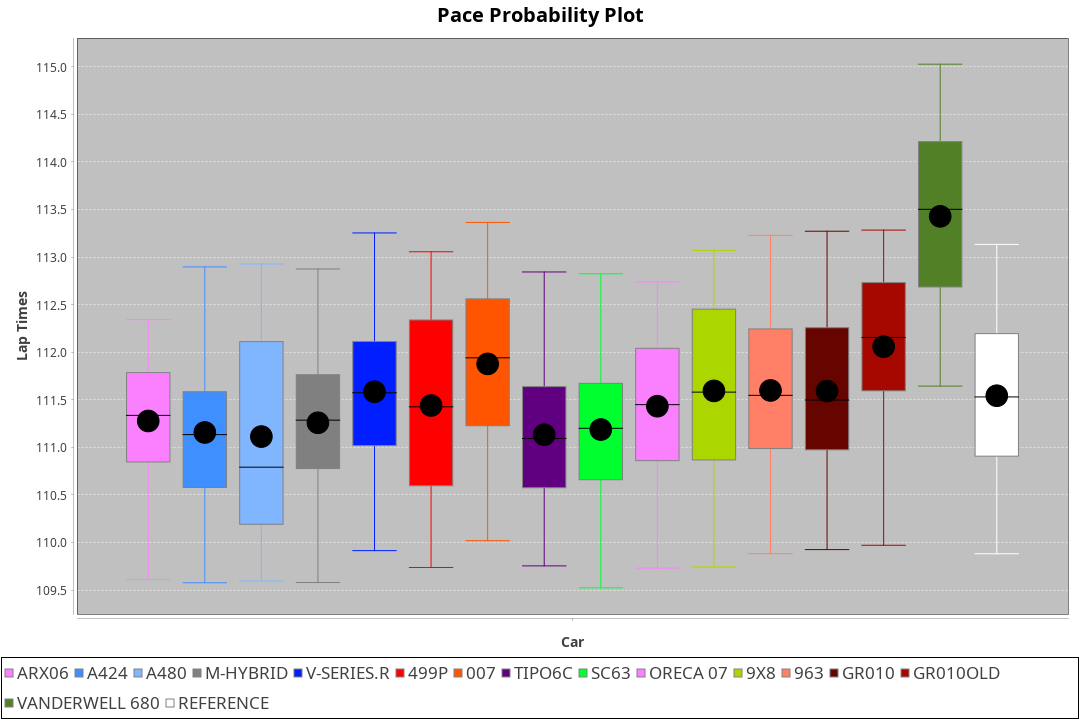 Pace Probability Plot
115.0
114.5
114.0
113.5
113.0
112.5
112.0
111.5
111.0
110.5
110.0
109.5
Lap Times
Car
ARX06 A424 A480 M-HYBRID V-SERIES.R 499P 007 TIPO6C SC63 ORECA 07 9X8 963 GR010 GR010OLD
VANDERWELL 680 REFERENCE